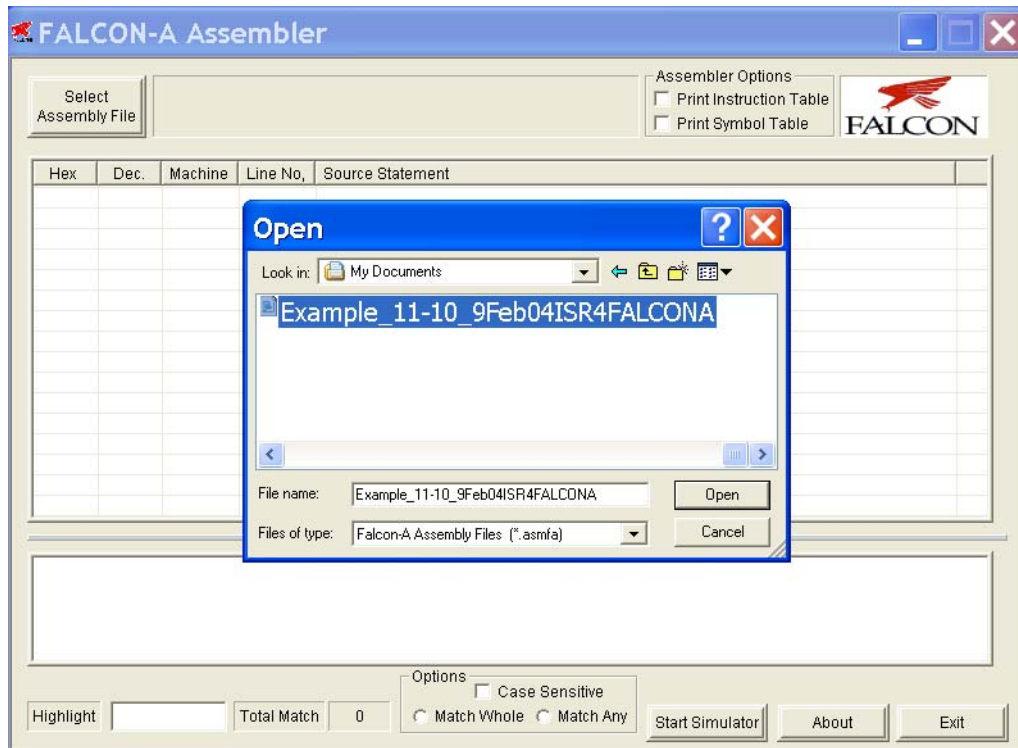 FALCON-A Assembler
Select
Assembly File
Assembler Options
Print Instruction Table
Print Symbol Table
FALCON
Hex Dec. Machine Line No, Source Statement
Open
Look in: My Documents
Example_11-10_9Feb04ISR4FALCONA
File name: Example_11-10_9Feb04ISR4FALCONA Open
Files of type: Falcon-A Assembly Files (*.asmfa) Cancel
Options
Case Sensitive
Highlight Total Match 0 Match Whole Match Any Start Simulator About Exit